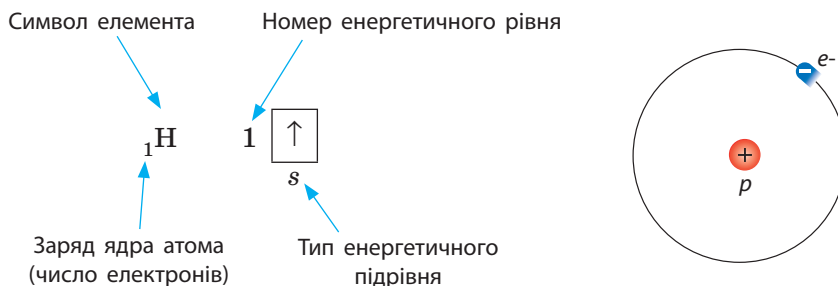 Символ елемента
Номер енергетичного рівня
e-
₁H 1 ↑
+
s
p
Заряд ядра атома
(число електронів)
Тип енергетичного
підрівня